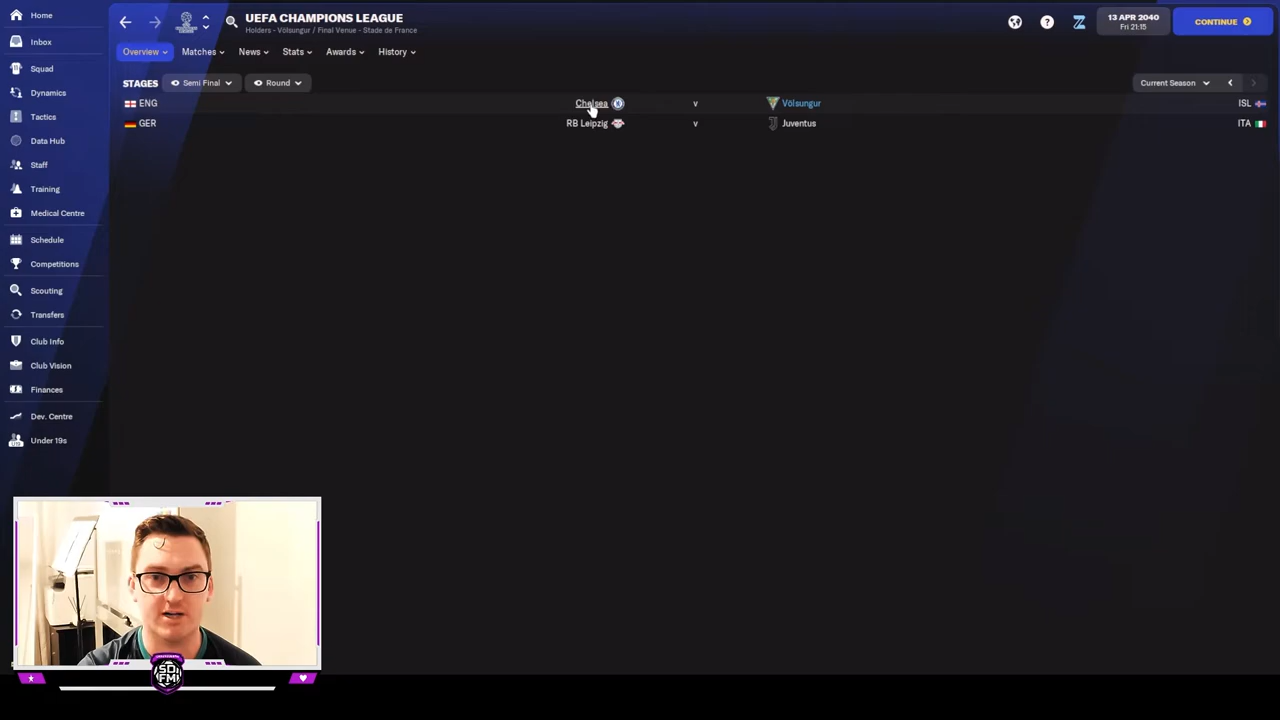 Home
Inbox
Squad
Dynamics
Tactics
Data Hub
Staff
Training
Medical Centre
Schedule
Competitions
Scouting
Transfers
Club Info
Club Vision
Finances
Dev. Centre
Under 19s
UEFA CHAMPIONS LEAGUE
Holders - Völsungur / Final Venue - Stade de France
13 APR 2040
Fri 21:15
CONTINUE
Overview Matches News Stats Awards History
STAGES Semi Final Round Current Season
ENG Chelsea v Völsungur ISL
GER RB Leipzig v Juventus ITA
SD
FM